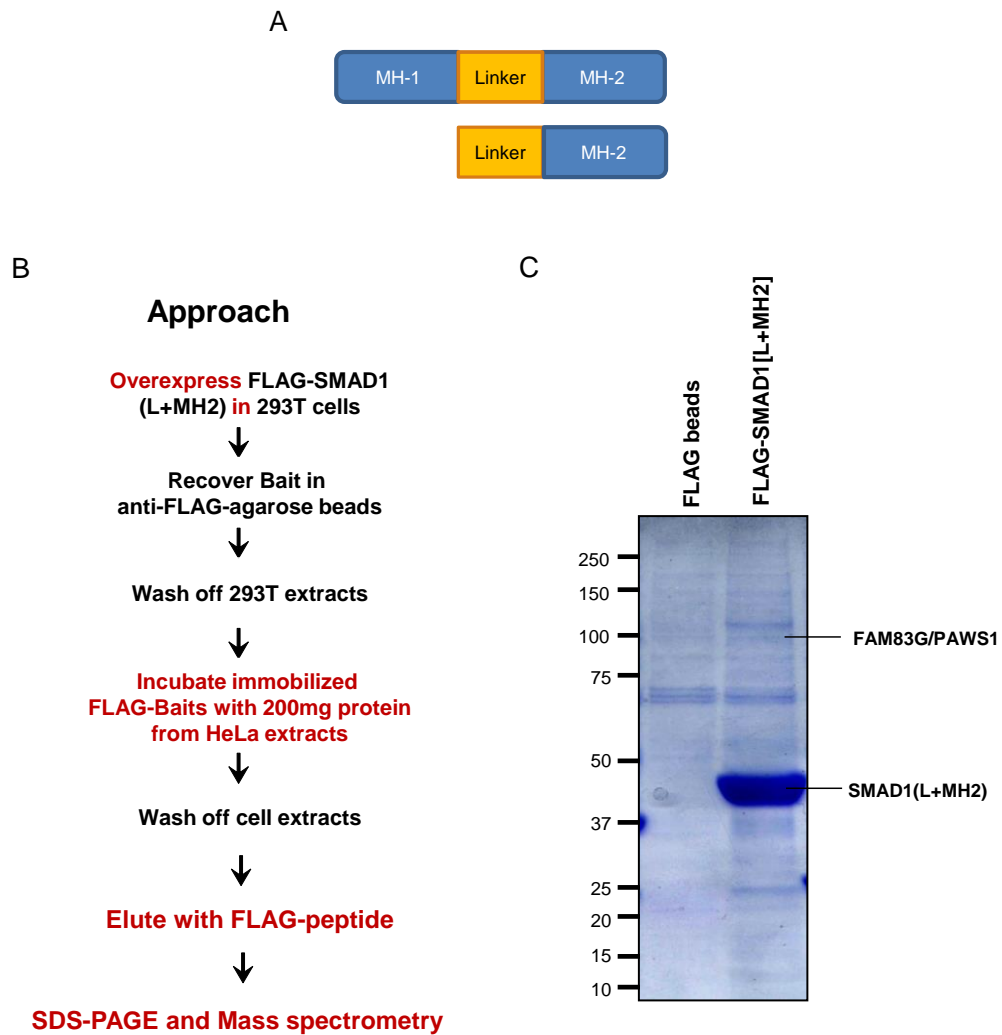 A
MH-1 Linker MH-2
Linker MH-2
B
Approach
Overexpress FLAG-SMAD1
(L+MH2) in 293T cells
Recover Bait in
anti-FLAG-agarose beads
Wash off 293T extracts
Incubate immobilized
FLAG-Baits with 200mg protein
from HeLa extracts
Wash off cell extracts
Elute with FLAG-peptide
SDS-PAGE and Mass spectrometry
C
FLAG beads
FLAG-SMAD1[L+MH2]
250
150
100
75
50
37
25
20
15
10
FAM83G/PAWS1
SMAD1(L+MH2)